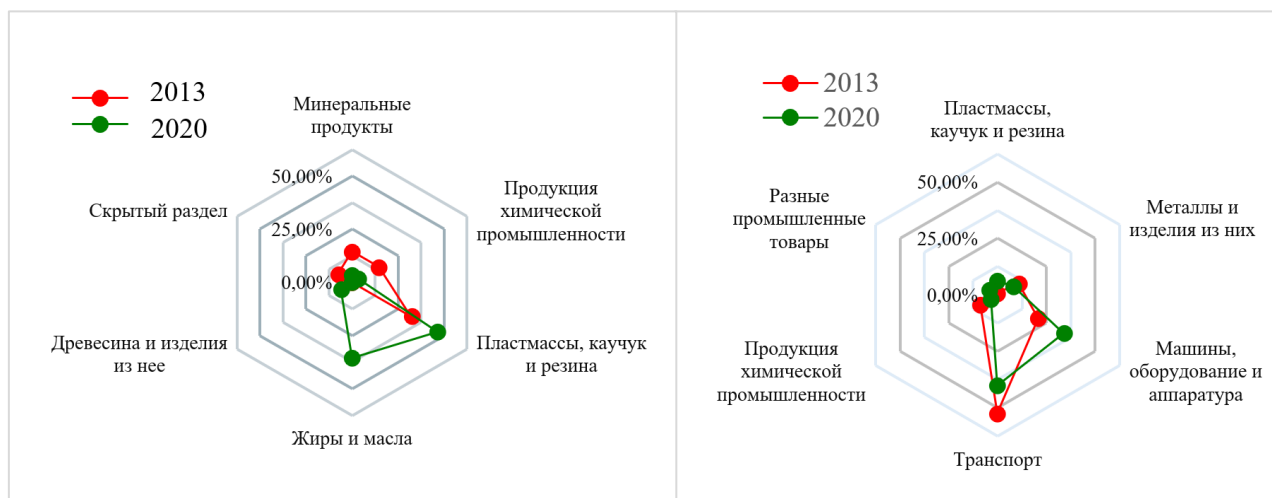 2013
2020
Минеральные
продукты
50,00%
25,00%
0,00%
Продукция
химической
промышленности
Пластмассы, каучук
и резина
Жиры и масла
Древесина и изделия
из нее
Скрытый раздел
2013
2020
Пластмассы,
каучук и резина
50,00%
25,00%
0,00%
Металлы и
изделия из них
Машины,
оборудование и
аппаратура
Транспорт
Продукция
химической
промышленности
Разные
промышленные
товары